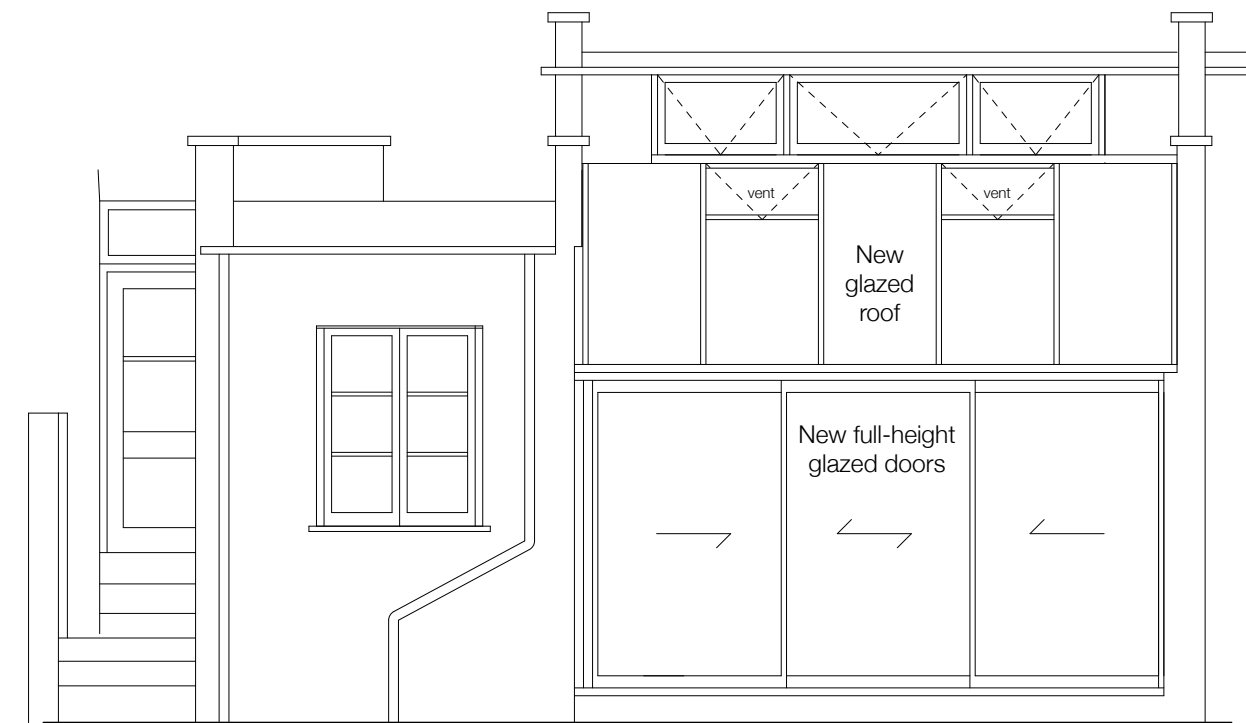 vent
vent
New
glazed
roof
New full-height
glazed doors